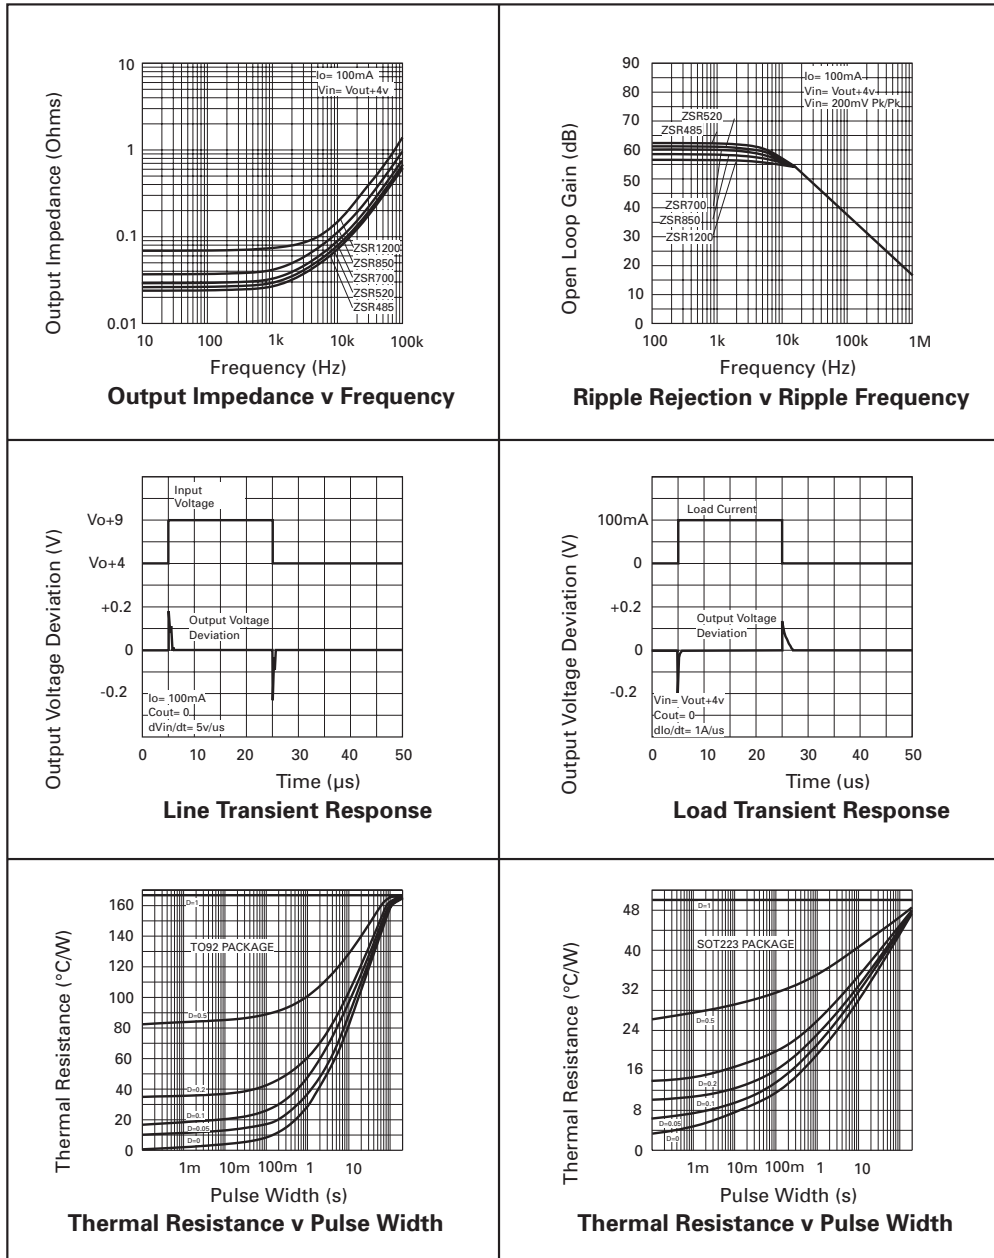 10
1
0.1
0.01
Output Impedance (Ohms)
Io= 100mA
Vin= Vout+4v
ZSR1200
ZSR850
ZSR700
ZSR520
ZSR485
10 100 1k 10k 100k
Frequency (Hz)
Output Impedance v Frequency
90
80
70
60
50
40
30
20
10
0
Open Loop Gain (dB)
Io= 100mA
Vin= Vout+4v
Vin= 200mV Pk/Pk
ZSR520
ZSR485
ZSR700
ZSR850
ZSR1200
100 1k 10k 100k 1M
Frequency (Hz)
Ripple Rejection v Ripple Frequency
Output Voltage Deviation (V)
Input
Voltage
Vo+9
Vo+4
+0.2
0
-0.2
Output Voltage
Deviation
Io= 100mA
Cout= 0
dVin/dt= 5v/us
0 10 20 30 40 50
Time (µs)
Line Transient Response
Output Voltage Deviation (V)
Load Current
100mA
0
+0.2
0
-0.2
Output Voltage
Deviation
Vin= Vout+4v
Cout= 0
dIo/dt= 1A/us
0 10 20 30 40 50
Time (us)
Load Transient Response
Thermal Resistance (°C/W)
160
140
120
100
80
60
40
20
0
D=1
TO92 PACKAGE
D=0.5
D=0.2
D=0.1
D=0.05
D=0
1m 10m 100m 1 10
Pulse Width (s)
Thermal Resistance v Pulse Width
Thermal Resistance (°C/W)
48
40
32
24
16
8
0
D=1
SOT223 PACKAGE
D=0.5
D=0.2
D=0.1
D=0.05
D=0
1m 10m 100m 1 10
Pulse Width (s)
Thermal Resistance v Pulse Width